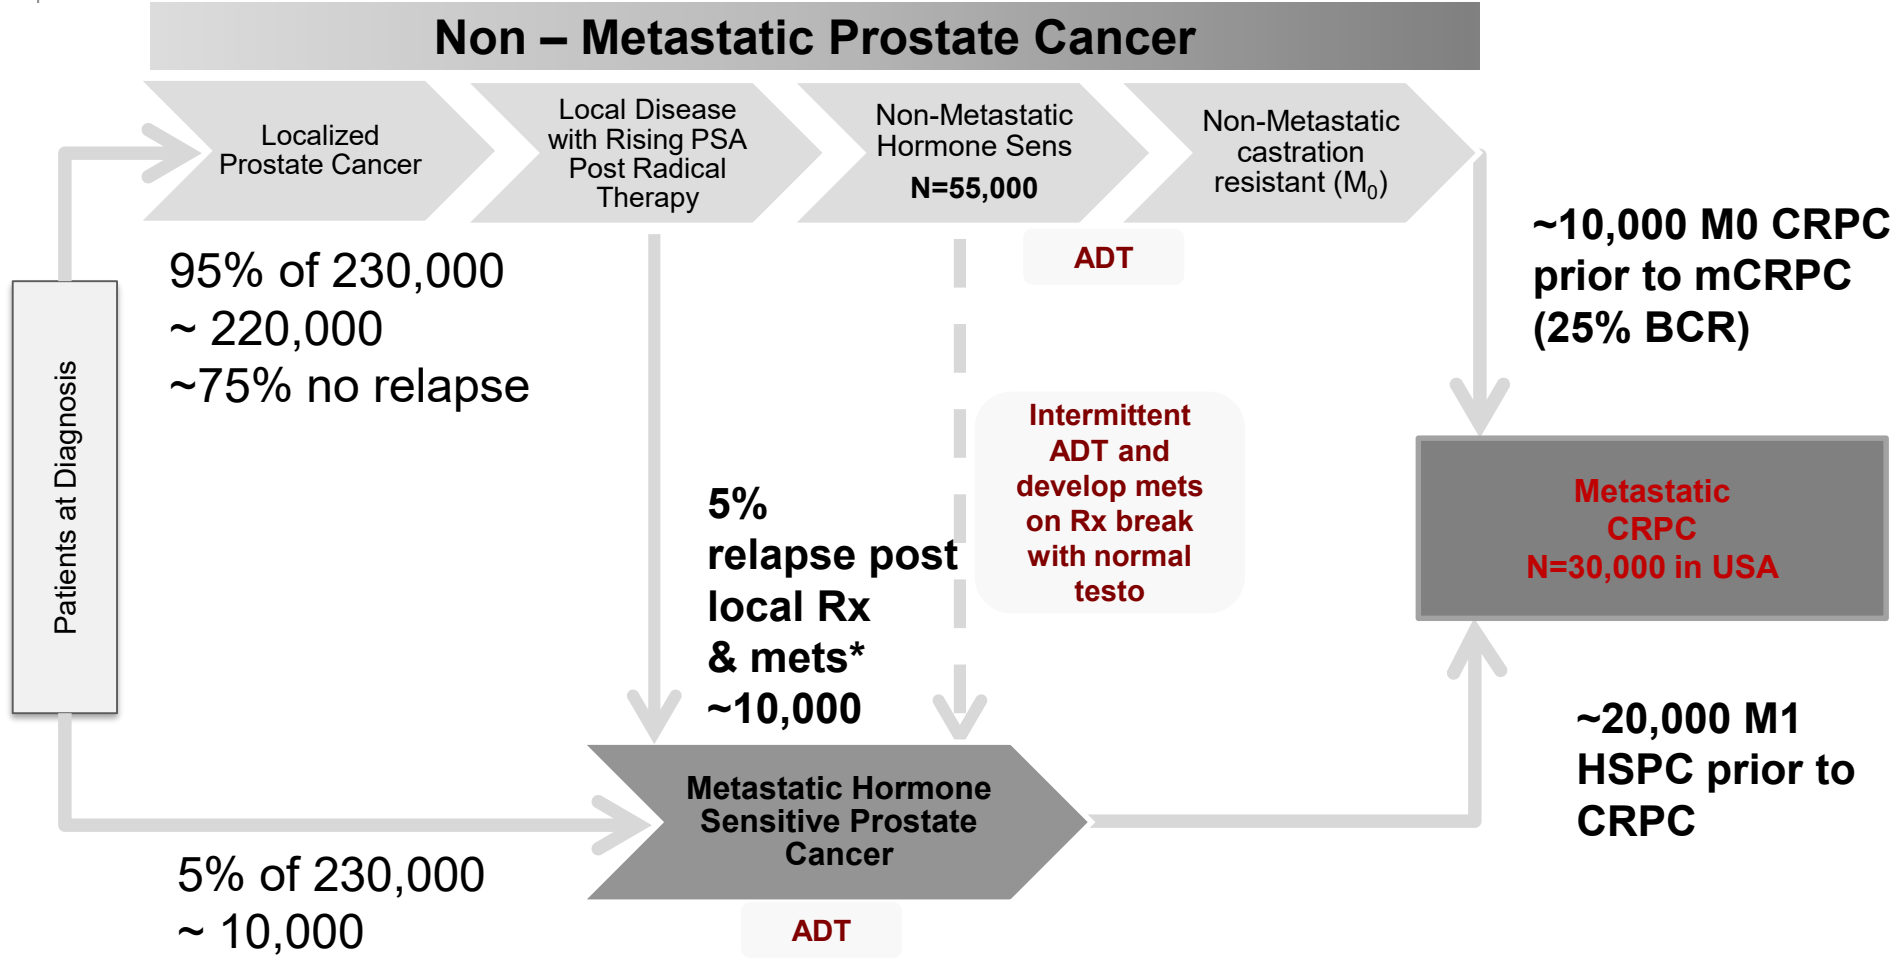 Non – Metastatic Prostate Cancer
Localized
Prostate Cancer
Local Disease
with Rising PSA
Post Radical
Therapy
Non-Metastatic
Hormone Sens
N=55,000
Non-Metastatic
castration
resistant (M₀)
95% of 230,000
~ 220,000
~75% no relapse
ADT
~10,000 M0 CRPC
prior to mCRPC
(25% BCR)
Patients at Diagnosis
Intermittent
ADT and
develop mets
on Rx break
with normal
testo
5%
relapse post
local Rx
& mets*
~10,000
Metastatic
CRPC
N=30,000 in USA
Metastatic Hormone
Sensitive Prostate
Cancer
~20,000 M1
HSPC prior to
CRPC
5% of 230,000
~ 10,000
ADT